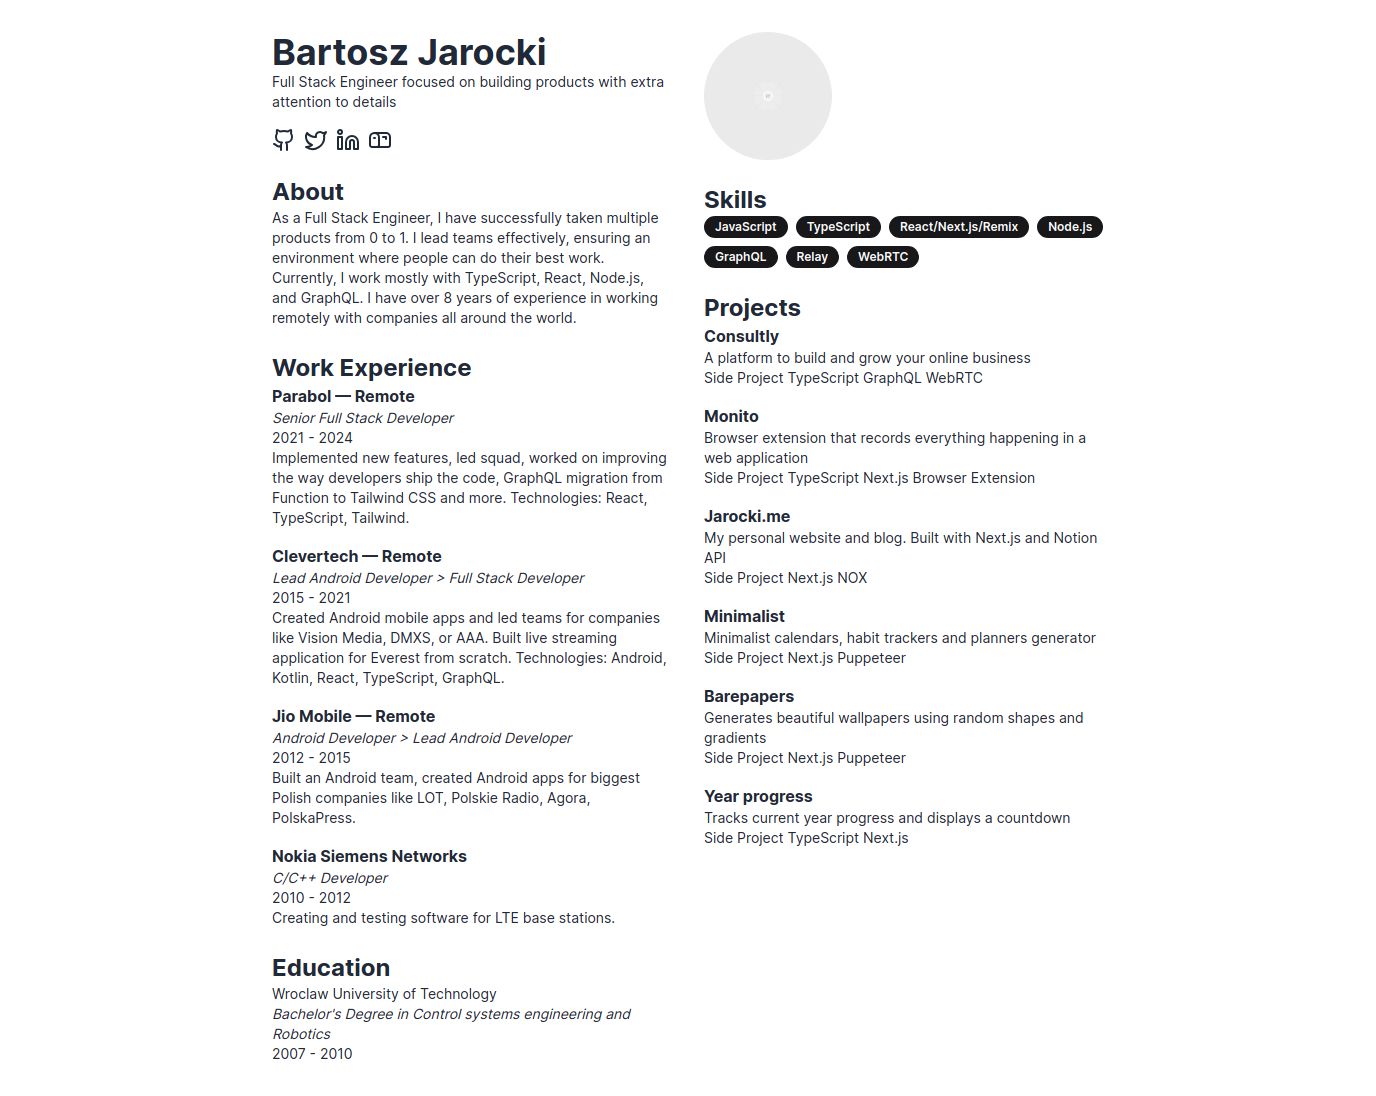 Bartosz Jarocki
Full Stack Engineer focused on building products with extra
attention to details
About
As a Full Stack Engineer, I have successfully taken multiple
products from 0 to 1. I lead teams effectively, ensuring an
environment where people can do their best work.
Currently, I work mostly with TypeScript, React, Node.js,
and GraphQL. I have over 8 years of experience in working
remotely with companies all around the world.
Work Experience
Parabol — Remote
Senior Full Stack Developer
2021 - 2024
Implemented new features, led squad, worked on improving
the way developers ship the code, GraphQL migration from
Function to Tailwind CSS and more. Technologies: React,
TypeScript, Tailwind.
Clevertech — Remote
Lead Android Developer > Full Stack Developer
2015 - 2021
Created Android mobile apps and led teams for companies
like Vision Media, DMXS, or AAA. Built live streaming
application for Everest from scratch. Technologies: Android,
Kotlin, React, TypeScript, GraphQL.
Jio Mobile — Remote
Android Developer > Lead Android Developer
2012 - 2015
Built an Android team, created Android apps for biggest
Polish companies like LOT, Polskie Radio, Agora,
PolskaPress.
Nokia Siemens Networks
C/C++ Developer
2010 - 2012
Creating and testing software for LTE base stations.
Education
Wroclaw University of Technology
Bachelor's Degree in Control systems engineering and
Robotics
2007 - 2010
Skills
JavaScript TypeScript React/Next.js/Remix Node.js
GraphQL Relay WebRTC
Projects
Consultly
A platform to build and grow your online business
Side Project TypeScript GraphQL WebRTC
Monito
Browser extension that records everything happening in a
web application
Side Project TypeScript Next.js Browser Extension
Jarocki.me
My personal website and blog. Built with Next.js and Notion
API
Side Project Next.js NOX
Minimalist
Minimalist calendars, habit trackers and planners generator
Side Project Next.js Puppeteer
Barepapers
Generates beautiful wallpapers using random shapes and
gradients
Side Project Next.js Puppeteer
Year progress
Tracks current year progress and displays a countdown
Side Project TypeScript Next.js